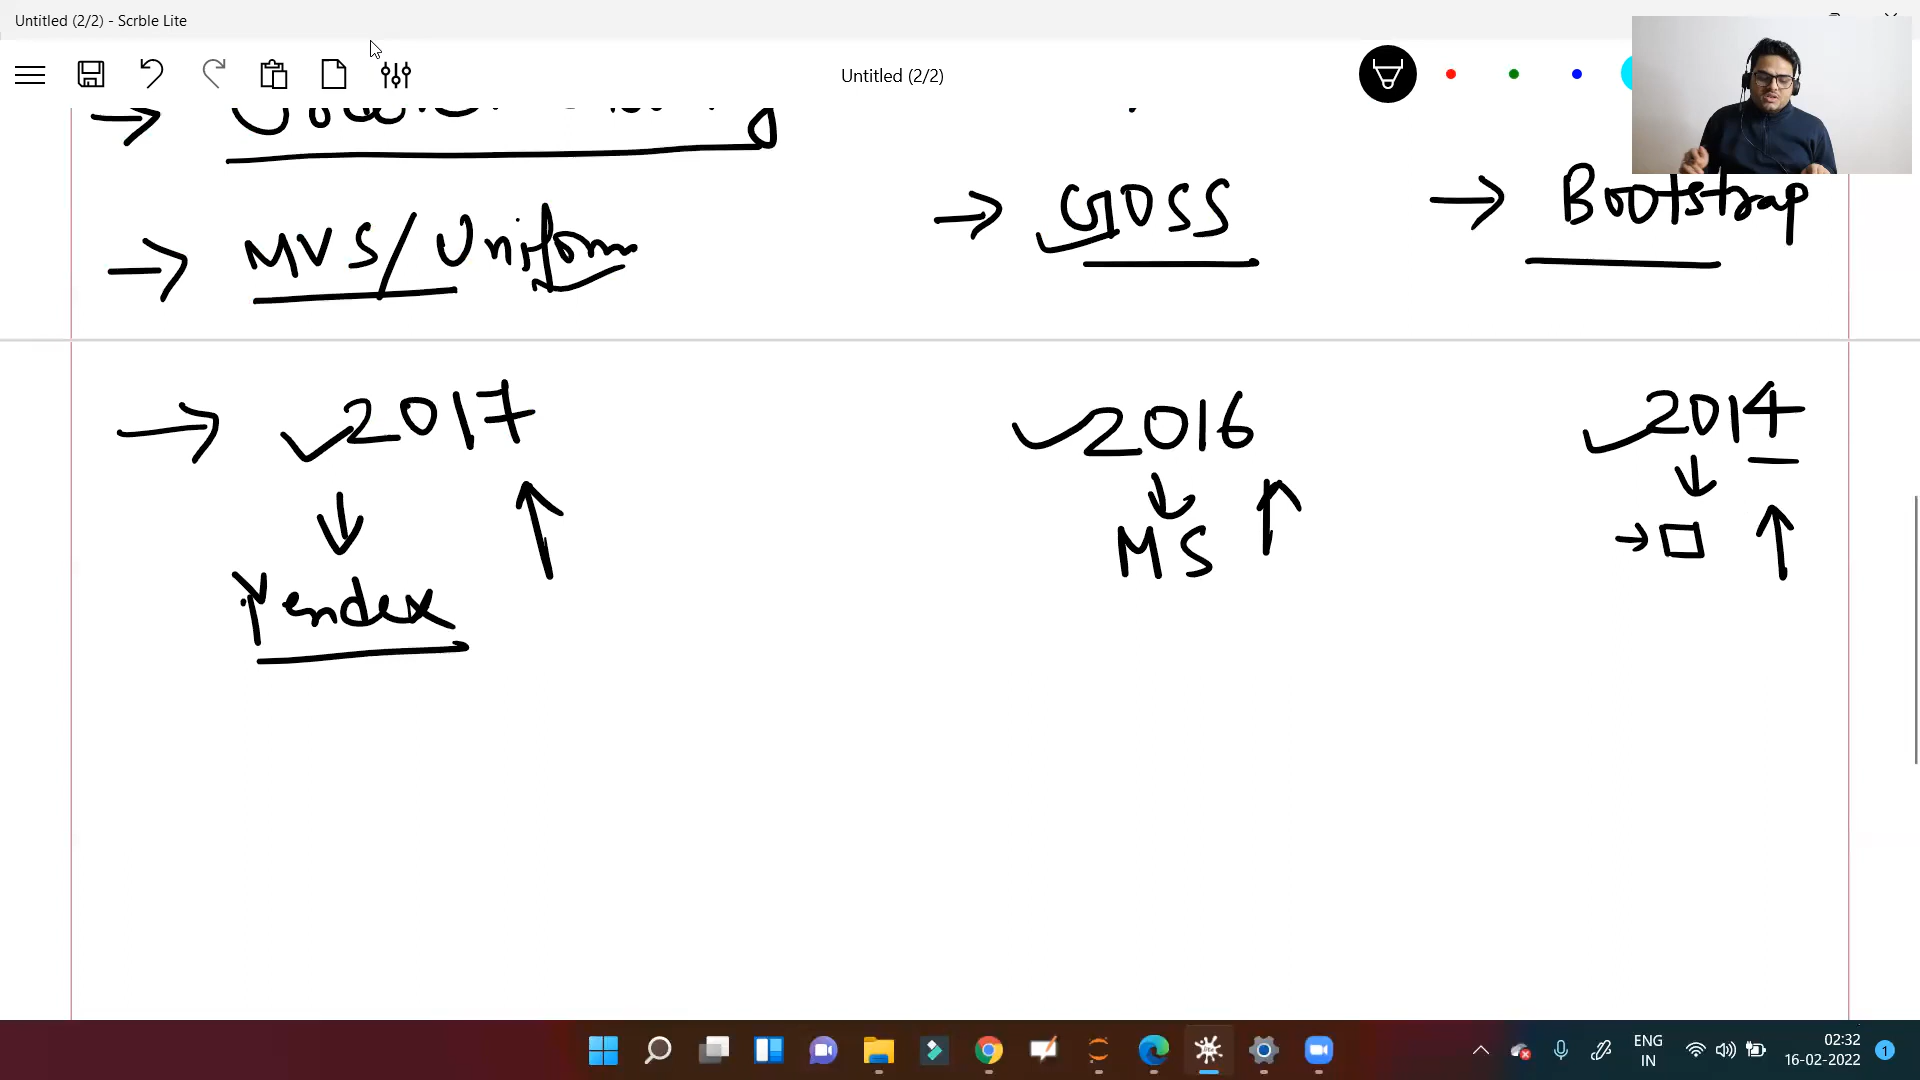 Untitled (2/2) - Scrble Lite
Untitled (2/2)
→ MVS/Uniform → GOSS → Bootstrap
→ ✓2017 ✓2016 ✓2014
↓ ↑ ↓ ↑ ↓ ↑
Yendex MS → □
ENG
IN
02:32
16-02-2022
1